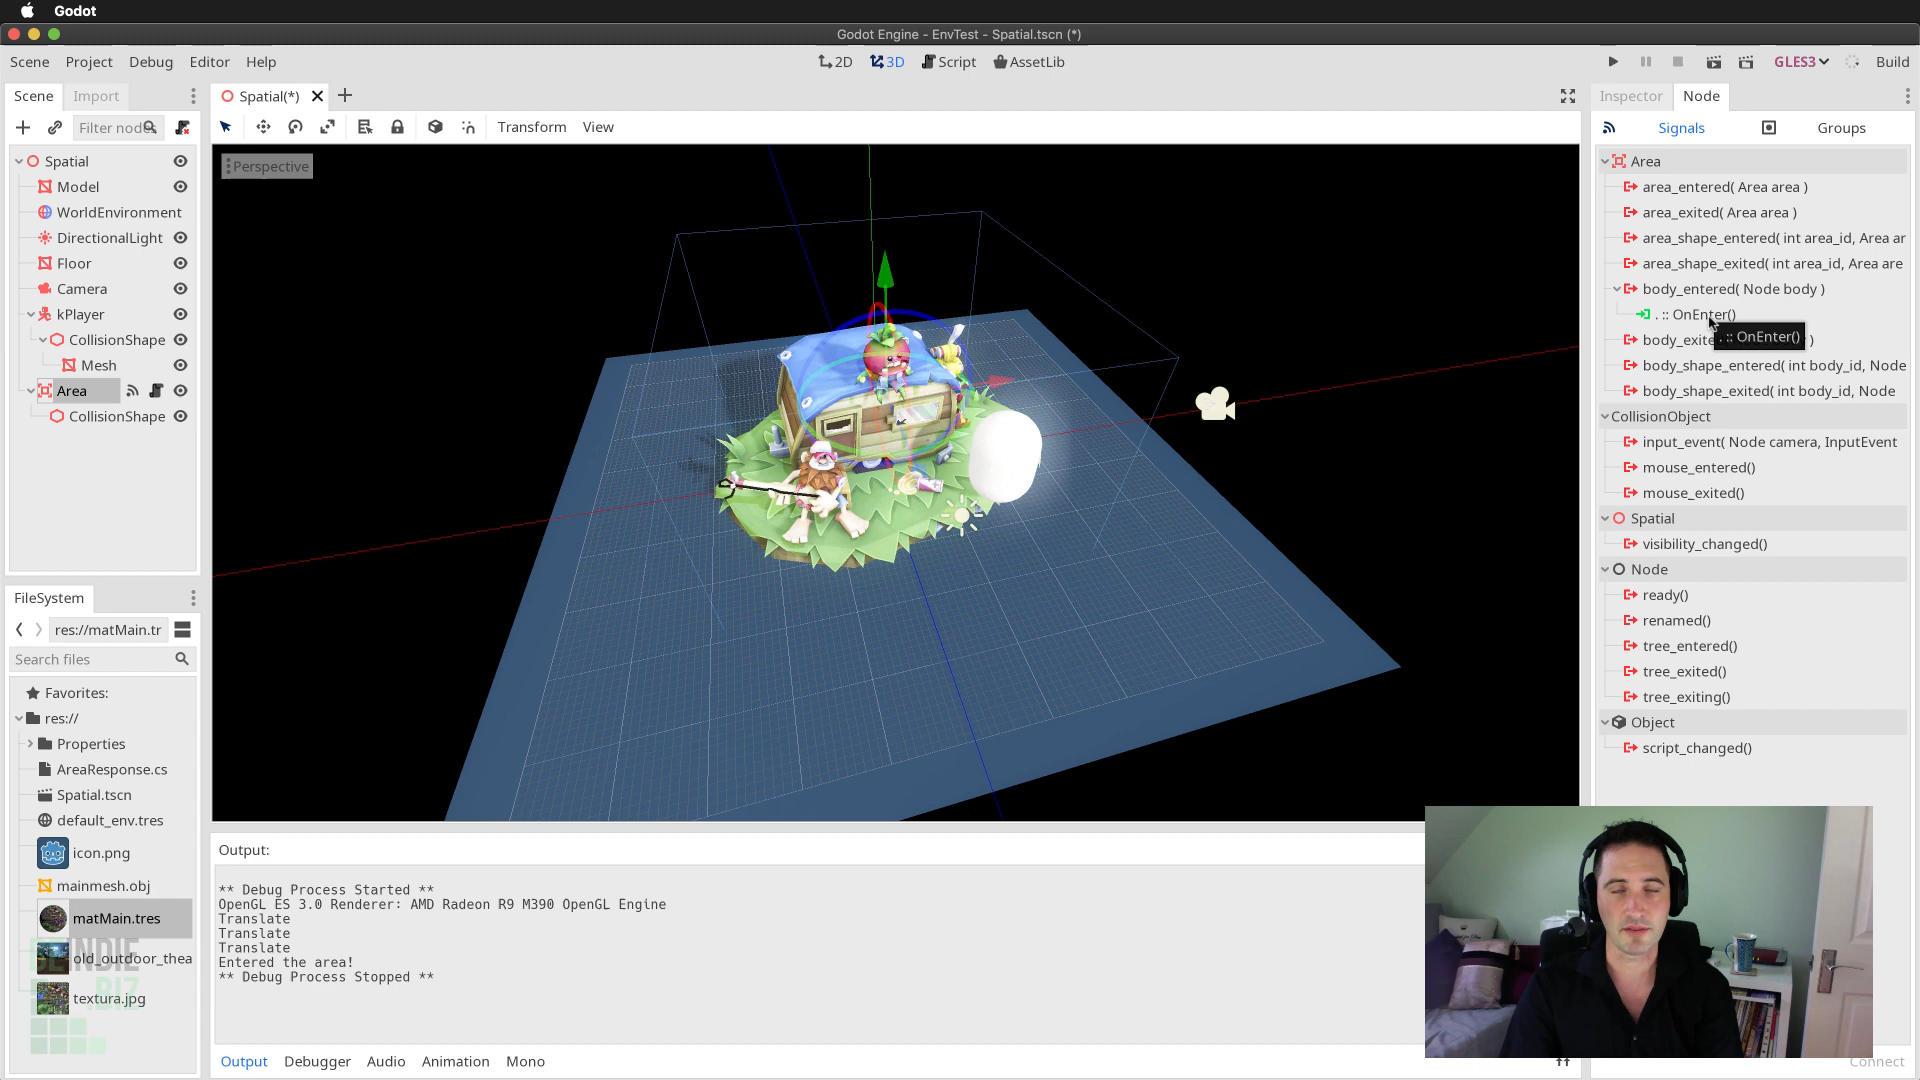 Godot
Godot Engine - EnvTest - Spatial.tscn (*)
Scene Project Debug Editor Help
2D 3D Script AssetLib
GLES3 Build
Scene Import
Spatial(*)
Inspector Node
Filter nod
Transform View
Signals Groups
Perspective
Spatial
Model
WorldEnvironment
DirectionalLight
Floor
Camera
kPlayer
CollisionShape
Mesh
Area
CollisionShape
Area
area_entered( Area area )
area_exited( Area area )
area_shape_entered( int area_id, Area ar
area_shape_exited( int area_id, Area are
body_entered( Node body )
. :: OnEnter()
. :: OnEnter()
body_exite )
body_shape_entered( int body_id, Node
body_shape_exited( int body_id, Node
CollisionObject
input_event( Node camera, InputEvent
mouse_entered()
mouse_exited()
Spatial
visibility_changed()
Node
ready()
renamed()
tree_entered()
tree_exited()
tree_exiting()
Object
script_changed()
FileSystem
res://matMain.tr
Search files
Favorites:
res://
Properties
AreaResponse.cs
Spatial.tscn
default_env.tres
icon.png
mainmesh.obj
matMain.tres
old_outdoor_thea
textura.jpg
INDIE
.BIZ
Output:
** Debug Process Started **
OpenGL ES 3.0 Renderer: AMD Radeon R9 M390 OpenGL Engine
Translate
Translate
Translate
Entered the area!
** Debug Process Stopped **
Output Debugger Audio Animation Mono
Connect